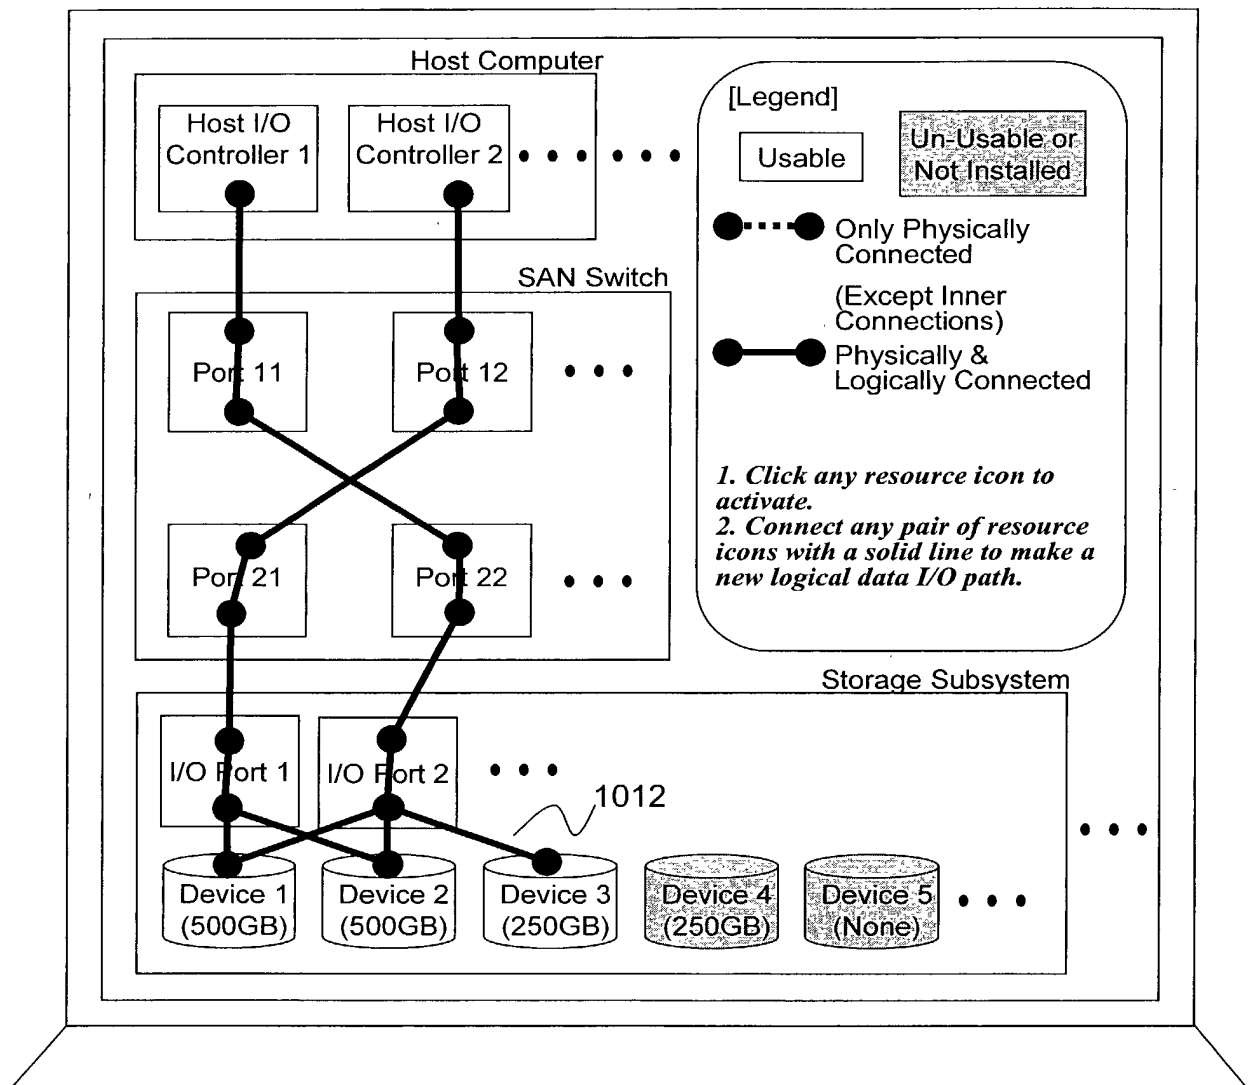 Host Computer
Host I/O
Controller 1
Host I/O
Controller 2
[Legend]
Usable
Un-Usable or
Not Installed
Only Physically
Connected
(Except Inner
Connections)
Physically &
Logically Connected
1. Click any resource icon to
activate.
2. Connect any pair of resource
icons with a solid line to make a
new logical data I/O path.
SAN Switch
Port 11
Port 12
Port 21
Port 22
Storage Subsystem
I/O Port 1
I/O Port 2
1012
Device 1
(500GB)
Device 2
(500GB)
Device 3
(250GB)
Device 4
(250GB)
Device 5
(None)